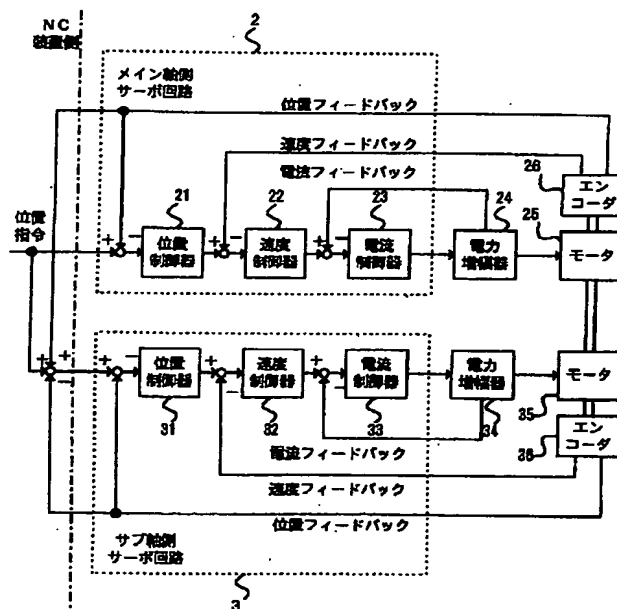 NC
装置側
2
メイン軸側
サーボ回路
位置フィードバック
速度フィードバック
電流フィードバック
26
エン
コーダ
21
22
23
24
25
位置
指令
+
−
位置
制御器
+
−
速度
制御器
+
−
電流
制御器
電力
増幅器
モータ
+
+
−
+
−
位置
制御器
+
−
速度
制御器
+
−
電流
制御器
電力
増幅器
モータ
31
32
33
34
35
エン
コーダ
36
電流フィードバック
速度フィードバック
位置フィードバック
サブ軸側
サーボ回路
3